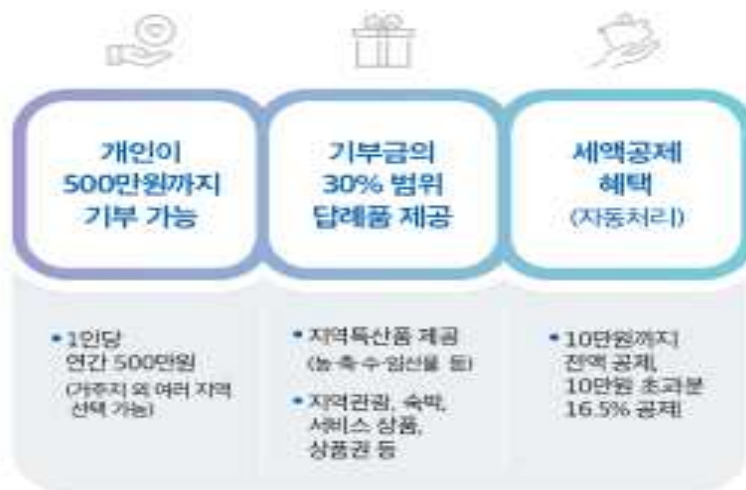 개인이
500만원까지
기부 가능
기부금의
30% 범위
답례품 제공
세액공제
혜택
(자동처리)
• 1인당
연간 500만원
(거주지 외 여러 지역
선택 가능)
• 지역특산품 제공
(농·축·수·임산물 등)
• 지역관광, 숙박,
서비스 상품,
상품권 등
• 10만원까지
전액 공제,
10만원 초과분
16.5% 공제